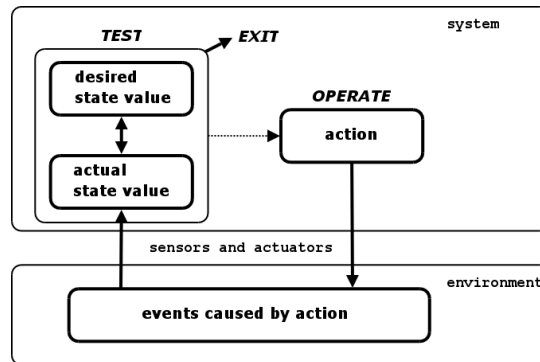 system
TEST
EXIT
desired
state value
OPERATE
action
actual
state value
sensors and actuators
environment
events caused by action